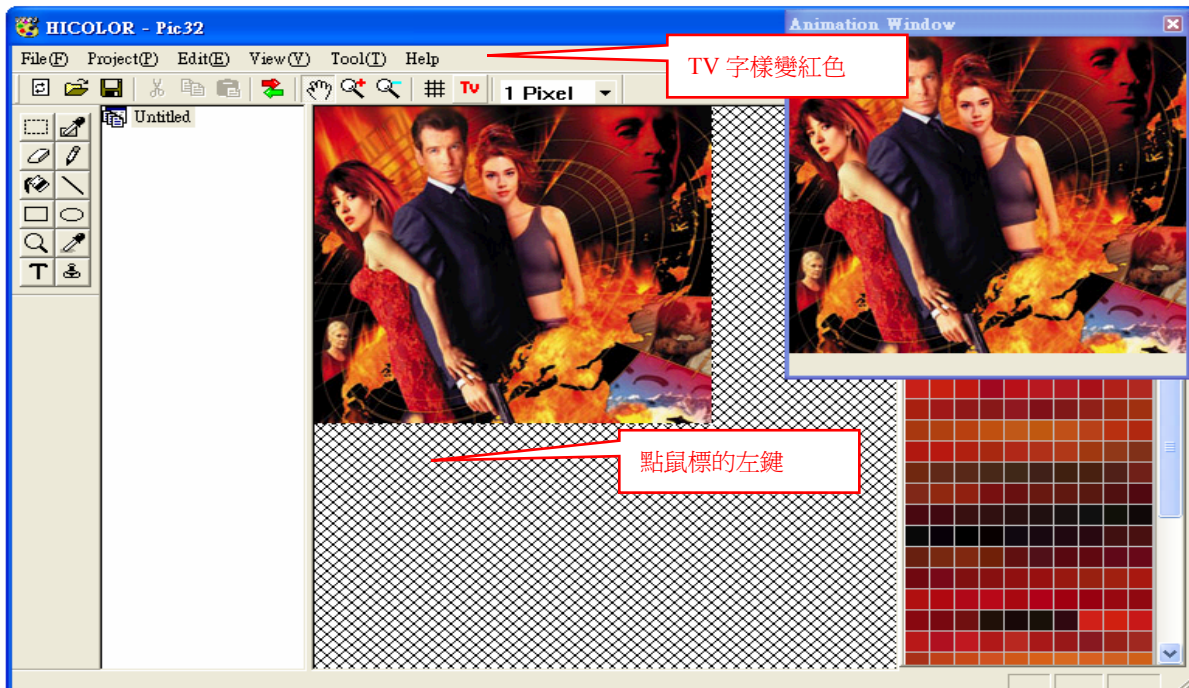 HICOLOR - Pic32
Animation Window
File(F) Project(P) Edit(E) View(V) Tool(T) Help
TV 字樣變紅色
TV 1 Pixel
Untitled
T
點鼠標的左鍵